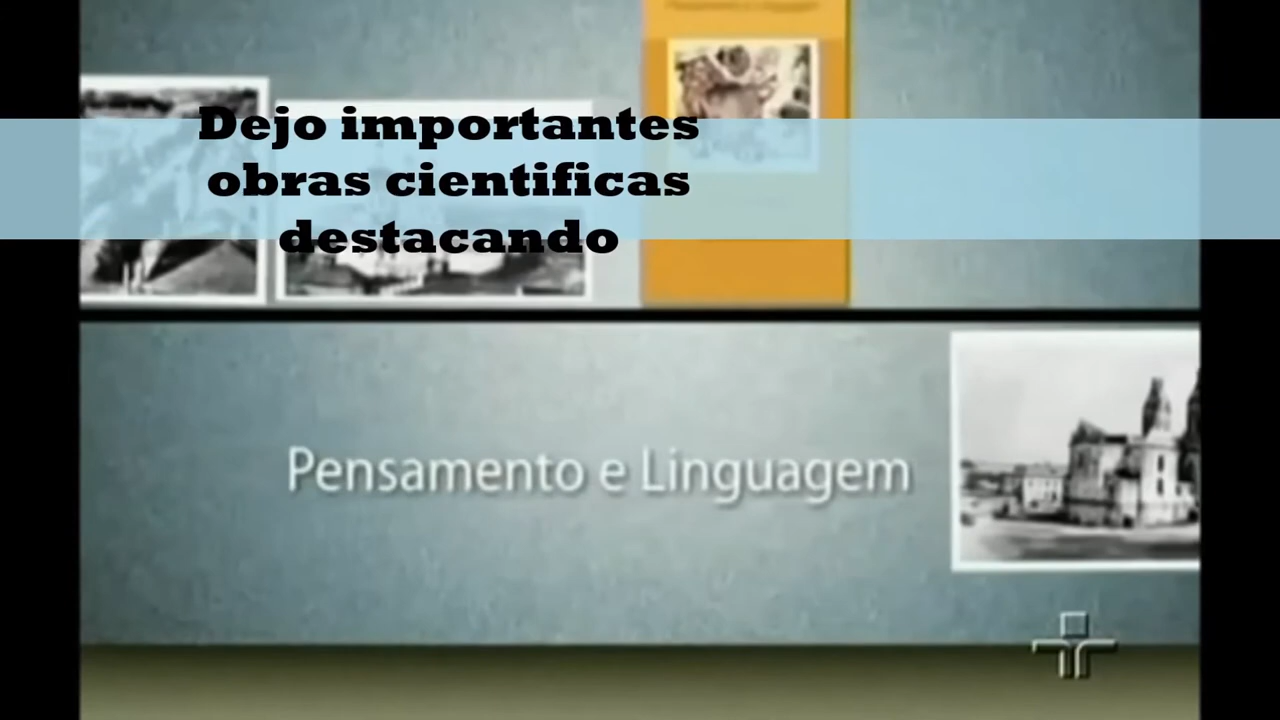 Dejo importantes
obras cientificas
destacando
Pensamento e Linguagem